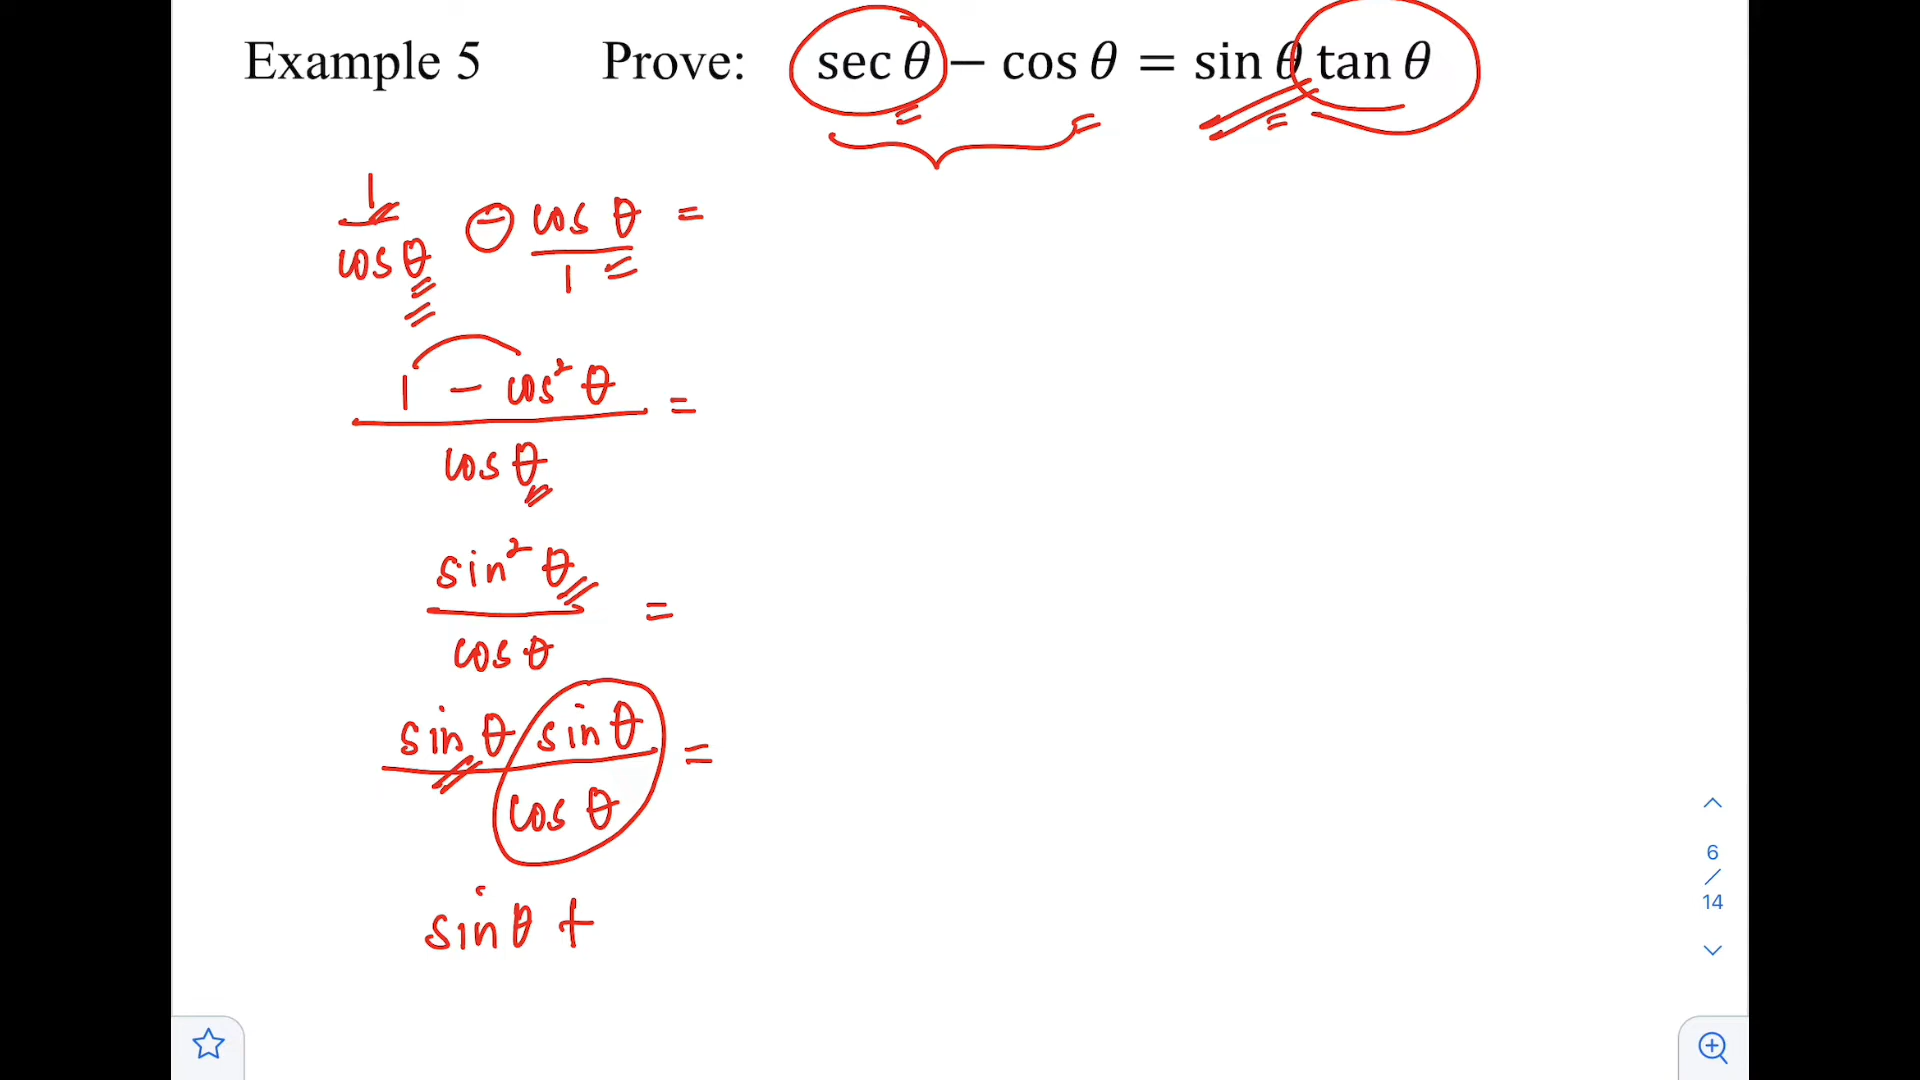 Example 5 Prove: sec θ − cos θ = sin θ tan θ
1/cos θ − cos θ/1 =
1 − cos² θ/cos θ =
sin² θ/cos θ =
sin θ sin θ/cos θ =
sin θ t
6
/
14